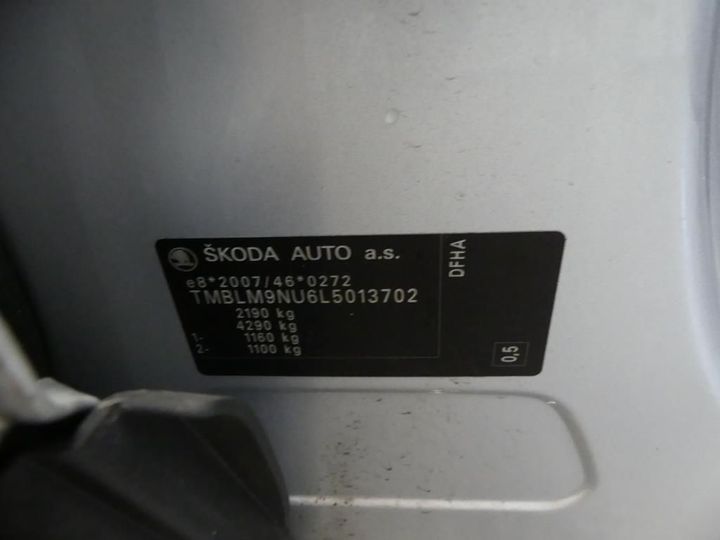 ŠKODA AUTO a.s.
e8*2007/46*0272
TMBLM9NU6L5013702
2190 kg
4290 kg
1- 1160 kg
2- 1100 kg
DFHA
0,5